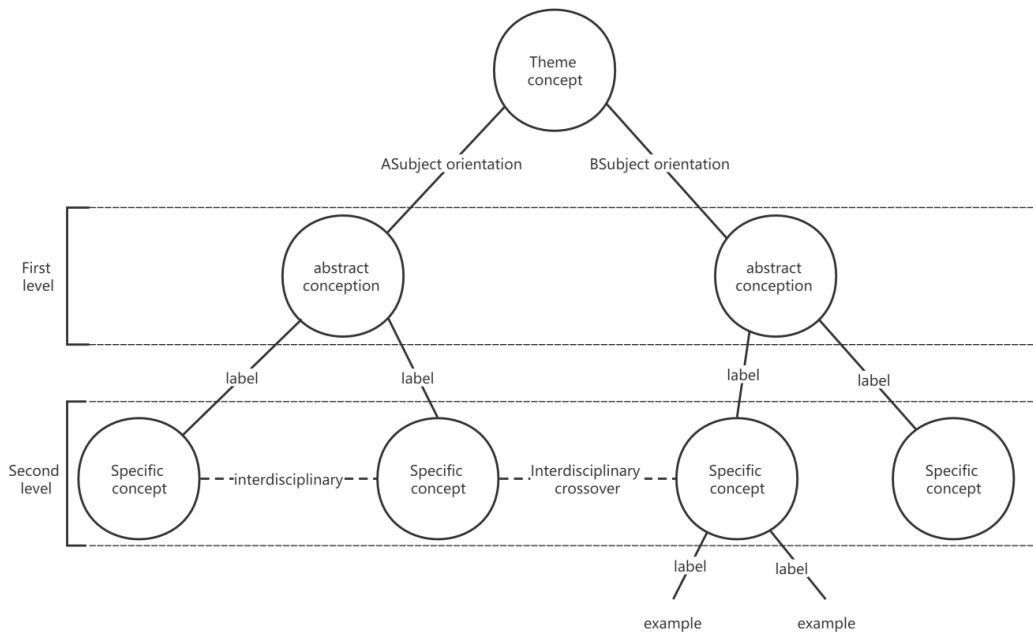 Theme
concept
ASubject orientation
BSubject orientation
First
level
abstract
conception
abstract
conception
label
label
label
label
Second
level
Specific
concept
interdisciplinary
Specific
concept
Interdisciplinary
crossover
Specific
concept
Specific
concept
label
label
example
example